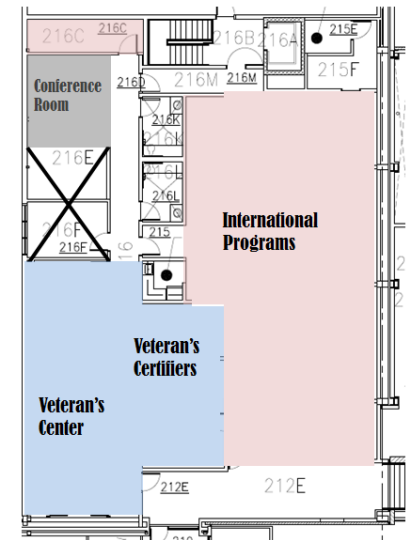 216C
216C
216B
216A
215E
215F
Conference
Room
216D
216M
216M
216K
216E
216L
216L
International
Programs
216F
215
16
Veteran's
Certifiers
Veteran's
Center
212E
212E